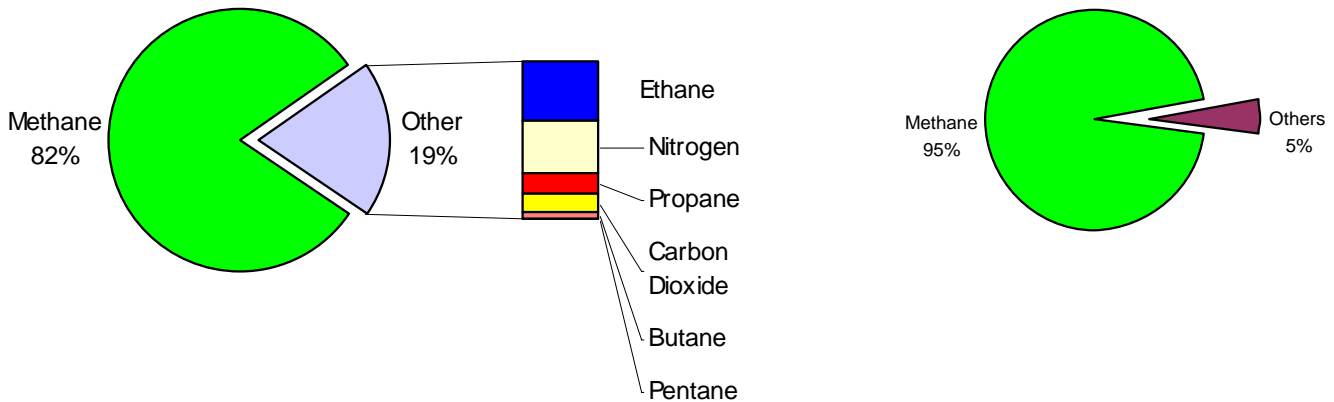 Methane
82%
Other
19%
Ethane
Nitrogen
Propane
Carbon
Dioxide
Butane
Pentane
Methane
95%
Others
5%